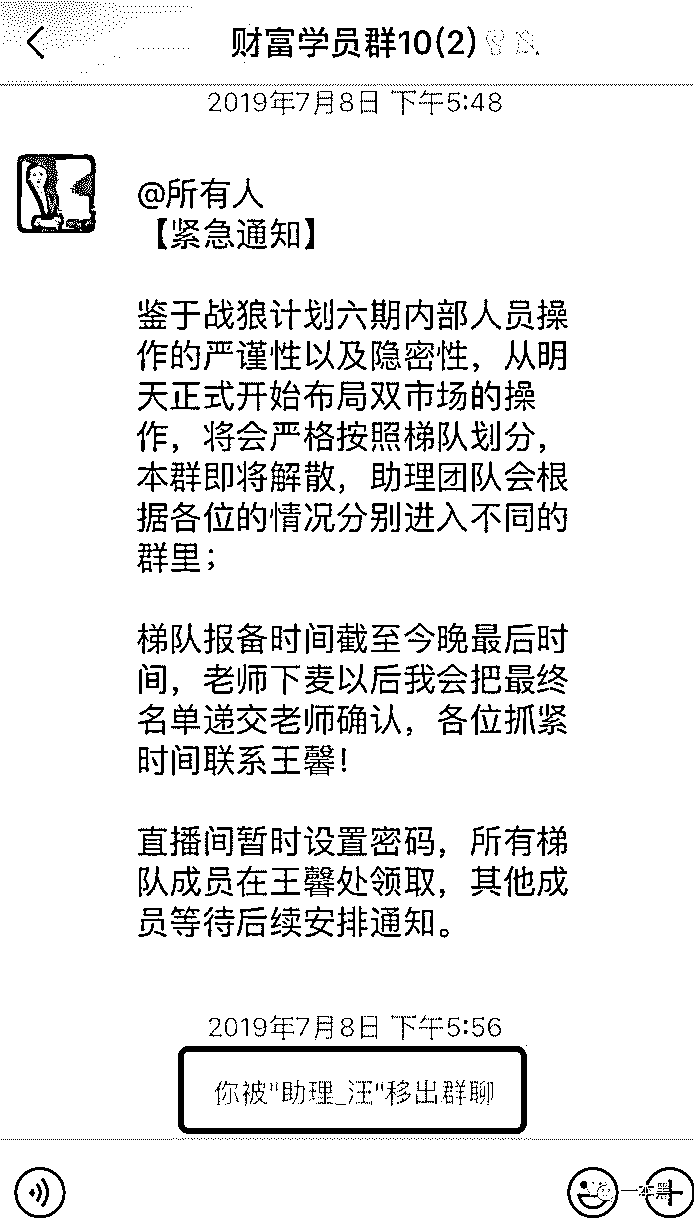 财富学员群10(2)
2019年7月8日 下午5:48
@所有人
【紧急通知】
鉴于战狼计划六期内部人员操
作的严谨性以及隐密性，从明
天正式开始布局双市场的操
作，将会严格按照梯队划分，
本群即将解散，助理团队会根
据各位的情况分别进入不同的
群里；
梯队报备时间截至今晚最后时
间，老师下麦以后我会把最终
名单递交老师确认，各位抓紧
时间联系王馨！
直播间暂时设置密码，所有梯
队成员在王馨处领取，其他成
员等待后续安排通知。
2019年7月8日 下午5:56
你被"助理_汪"移出群聊
一本黑